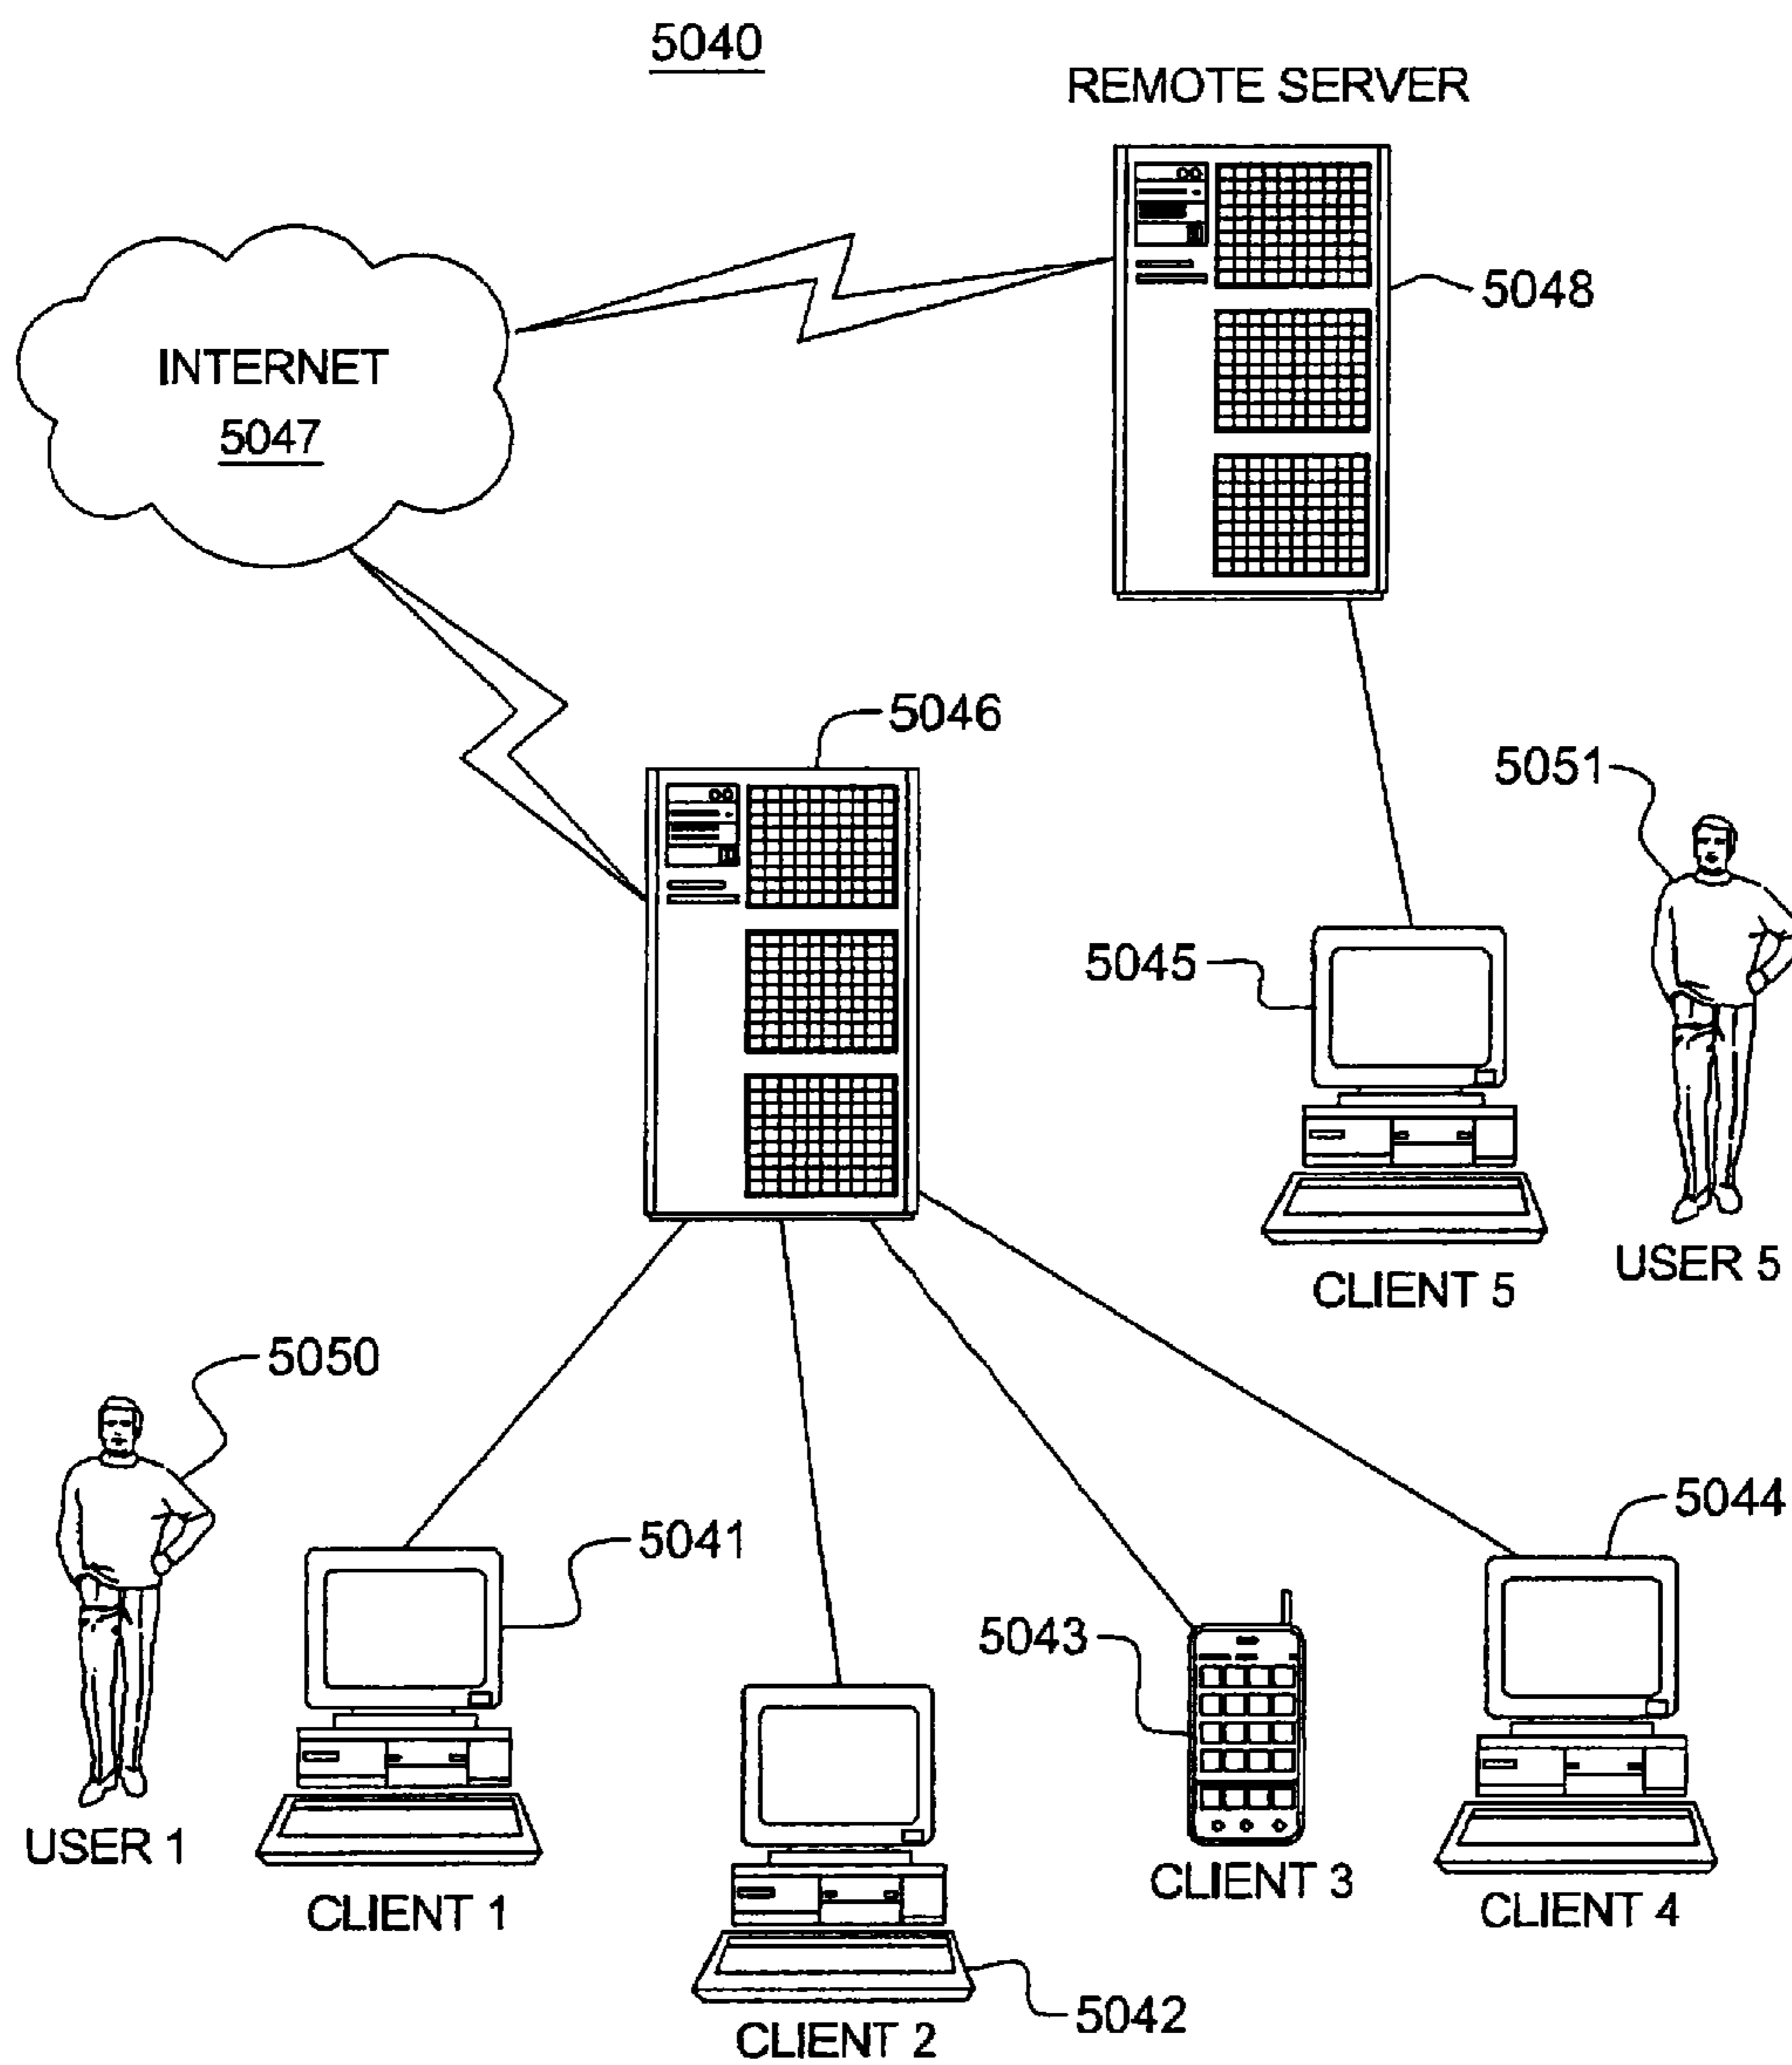 5040
REMOTE SERVER
5048
INTERNET
5047
5046
5051
5045
USER 5
CLIENT 5
5050
5044
5041
5043
USER 1
CLIENT 3
CLIENT 1
CLIENT 4
5042
CLIENT 2